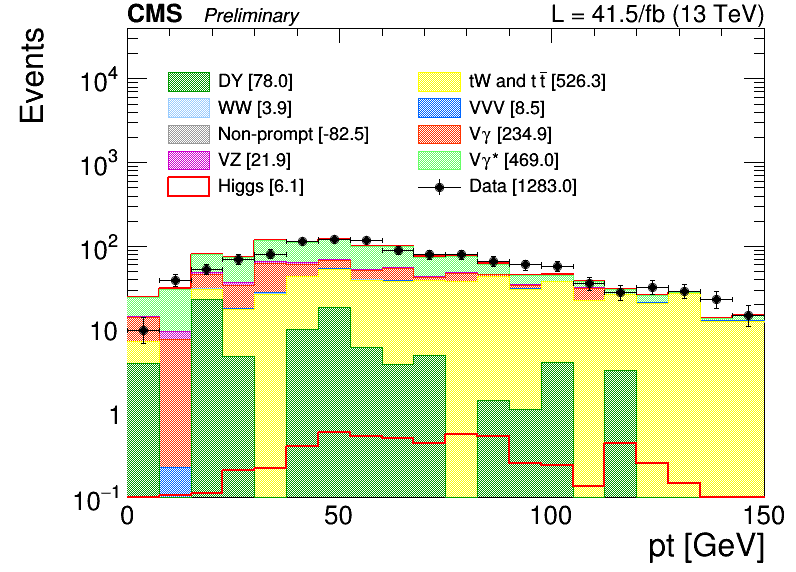 CMS Preliminary L = 41.5/fb (13 TeV)
Events
10⁴
10³
10²
10
1
10⁻¹
DY [78.0]
WW [3.9]
Non-prompt [-82.5]
VZ [21.9]
Higgs [6.1]
tW and tt̅ [526.3]
VVV [8.5]
Vγ [234.9]
Vγ* [469.0]
Data [1283.0]
0 50 100 150
pt [GeV]